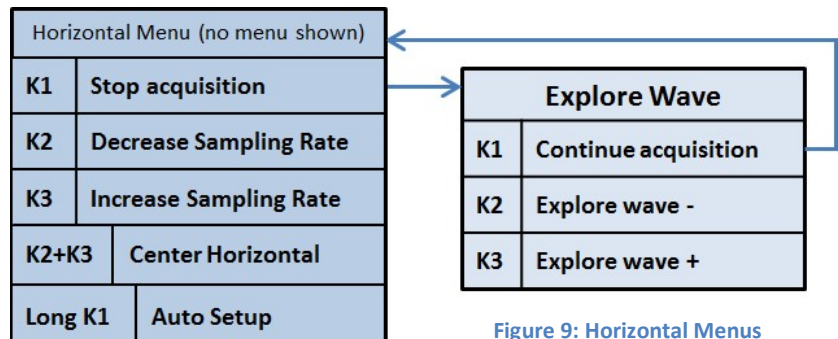 Horizontal Menu (no menu shown)
K1 Stop acquisition
K2 Decrease Sampling Rate
K3 Increase Sampling Rate
K2+K3 Center Horizontal
Long K1 Auto Setup
Explore Wave
K1 Continue acquisition
K2 Explore wave -
K3 Explore wave +
Figure 9: Horizontal Menus